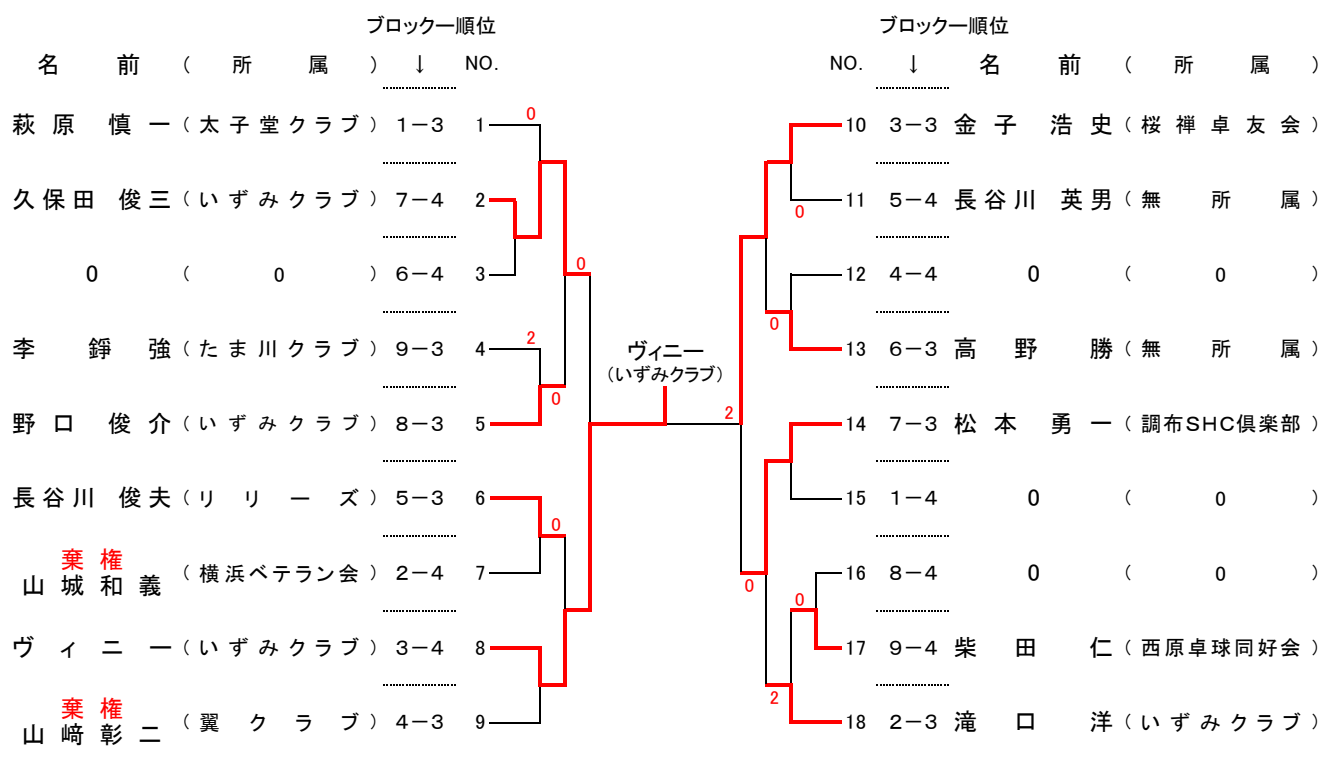 ブロックー順位 ブロックー順位
名 前 ( 所 属 ) ↓ NO. NO. ↓ 名 前 ( 所 属 )
萩原 慎一 ( 太子堂クラブ ) 1－3 1 0 10 3－3 金子 浩史 ( 桜禅卓友会 )
久保田 俊三 ( いずみクラブ ) 7－4 2 0 11 5－4 長谷川 英男 ( 無所属 )
0 ( 0 ) 6－4 3 0 12 4－4 0 ( 0 )
李 錚強 ( たま川クラブ ) 9－3 4 2 0 13 6－3 高野 勝 ( 無所属 )
ヴィニー
(いずみクラブ)
野口 俊介 ( いずみクラブ ) 8－3 5 0 2 14 7－3 松本 勇一 ( 調布SHC倶楽部 )
長谷川 俊夫 ( リリーズ ) 5－3 6 0 15 1－4 0 ( 0 )
棄権
山城和義 ( 横浜ベテラン会 ) 2－4 7 0 16 8－4 0 ( 0 )
ヴィニー ( いずみクラブ ) 3－4 8 0 17 9－4 柴田 仁 ( 西原卓球同好会 )
棄権
山﨑彰二 ( 翼クラブ ) 4－3 9 2 18 2－3 滝口 洋 ( いずみクラブ )